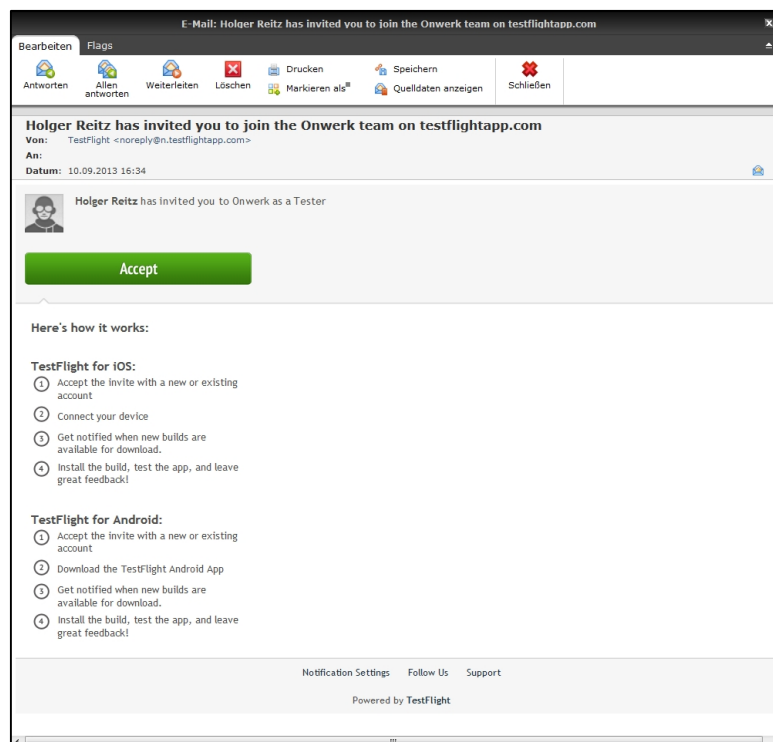 E-Mail: Holger Reitz has invited you to join the Onwerk team on testflightapp.com
Bearbeiten Flags
Antworten
Allen antworten
Weiterleiten
Löschen
Drucken
Markieren als
Speichern
Quelldaten anzeigen
Schließen
Holger Reitz has invited you to join the Onwerk team on testflightapp.com
Von: TestFlight <noreply@n.testflightapp.com>
An:
Datum: 10.09.2013 16:34
Holger Reitz has invited you to Onwerk as a Tester
Accept
Here's how it works:
TestFlight for iOS:
1 Accept the invite with a new or existing
account
2 Connect your device
3 Get notified when new builds are
available for download.
4 Install the build, test the app, and leave
great feedback!
TestFlight for Android:
1 Accept the invite with a new or existing
account
2 Download the TestFlight Android App
3 Get notified when new builds are
available for download.
4 Install the build, test the app, and leave
great feedback!
Notification Settings Follow Us Support
Powered by TestFlight